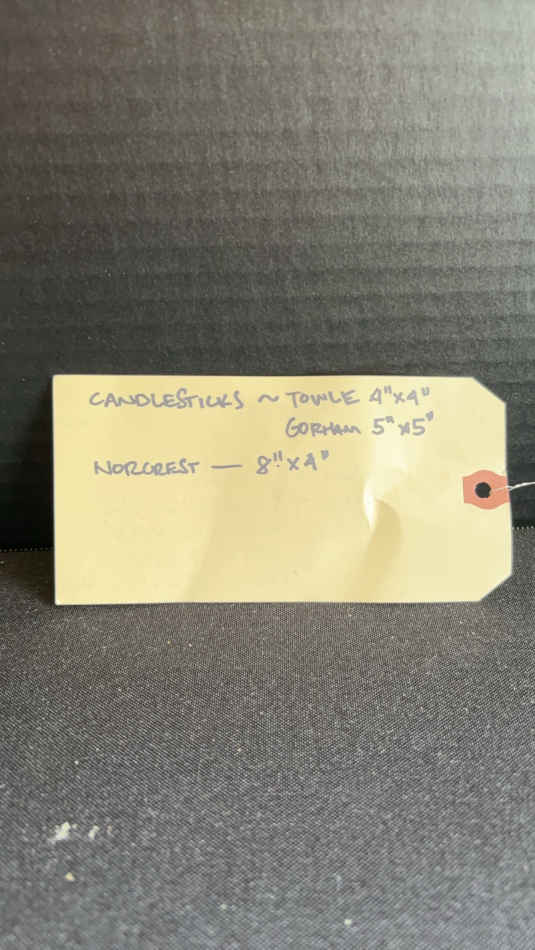 CANDLESTICKS ~ TOWLE 4"x4"
GORHAM 5"x5"
NORCREST — 8"x4"